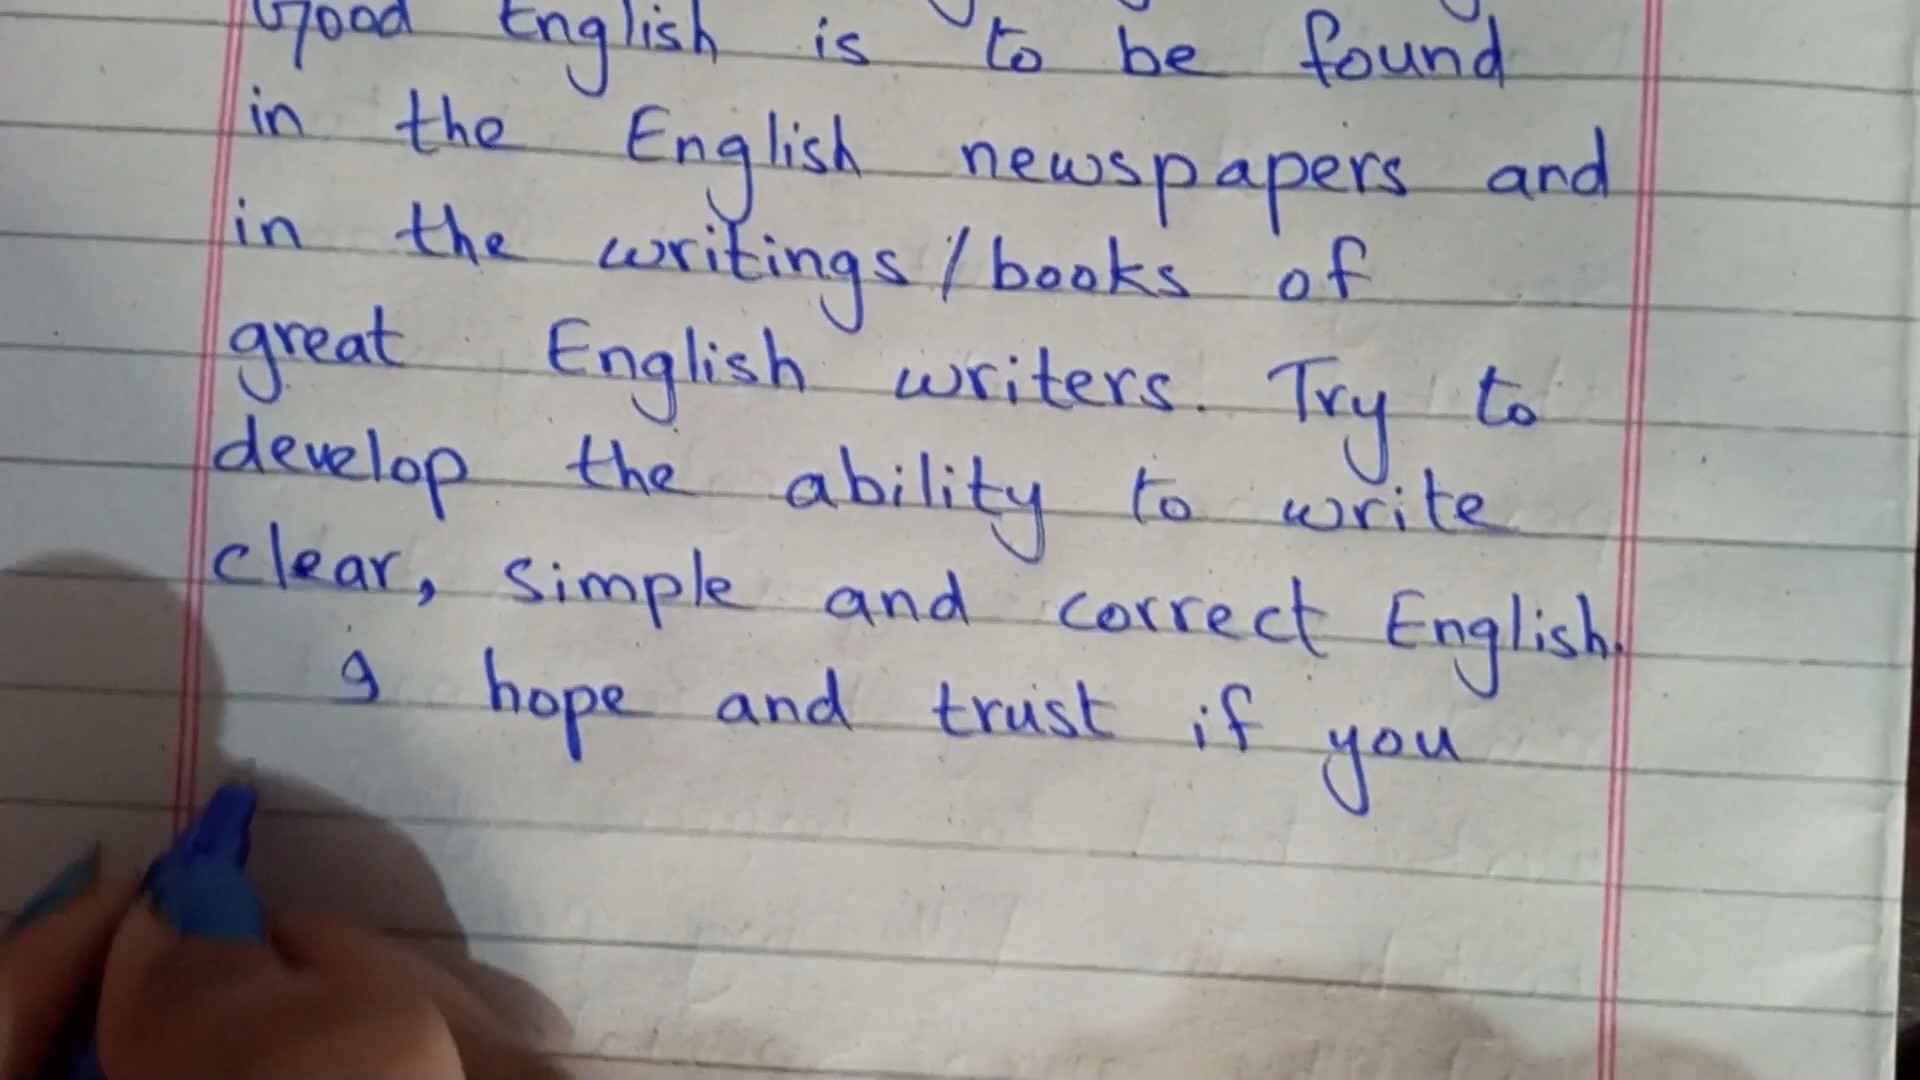 Good English is to be found
in the English newspapers and
in the writings/books of
great English writers. Try to
develop the ability to write
clear, simple and correct English.
I hope and trust if you